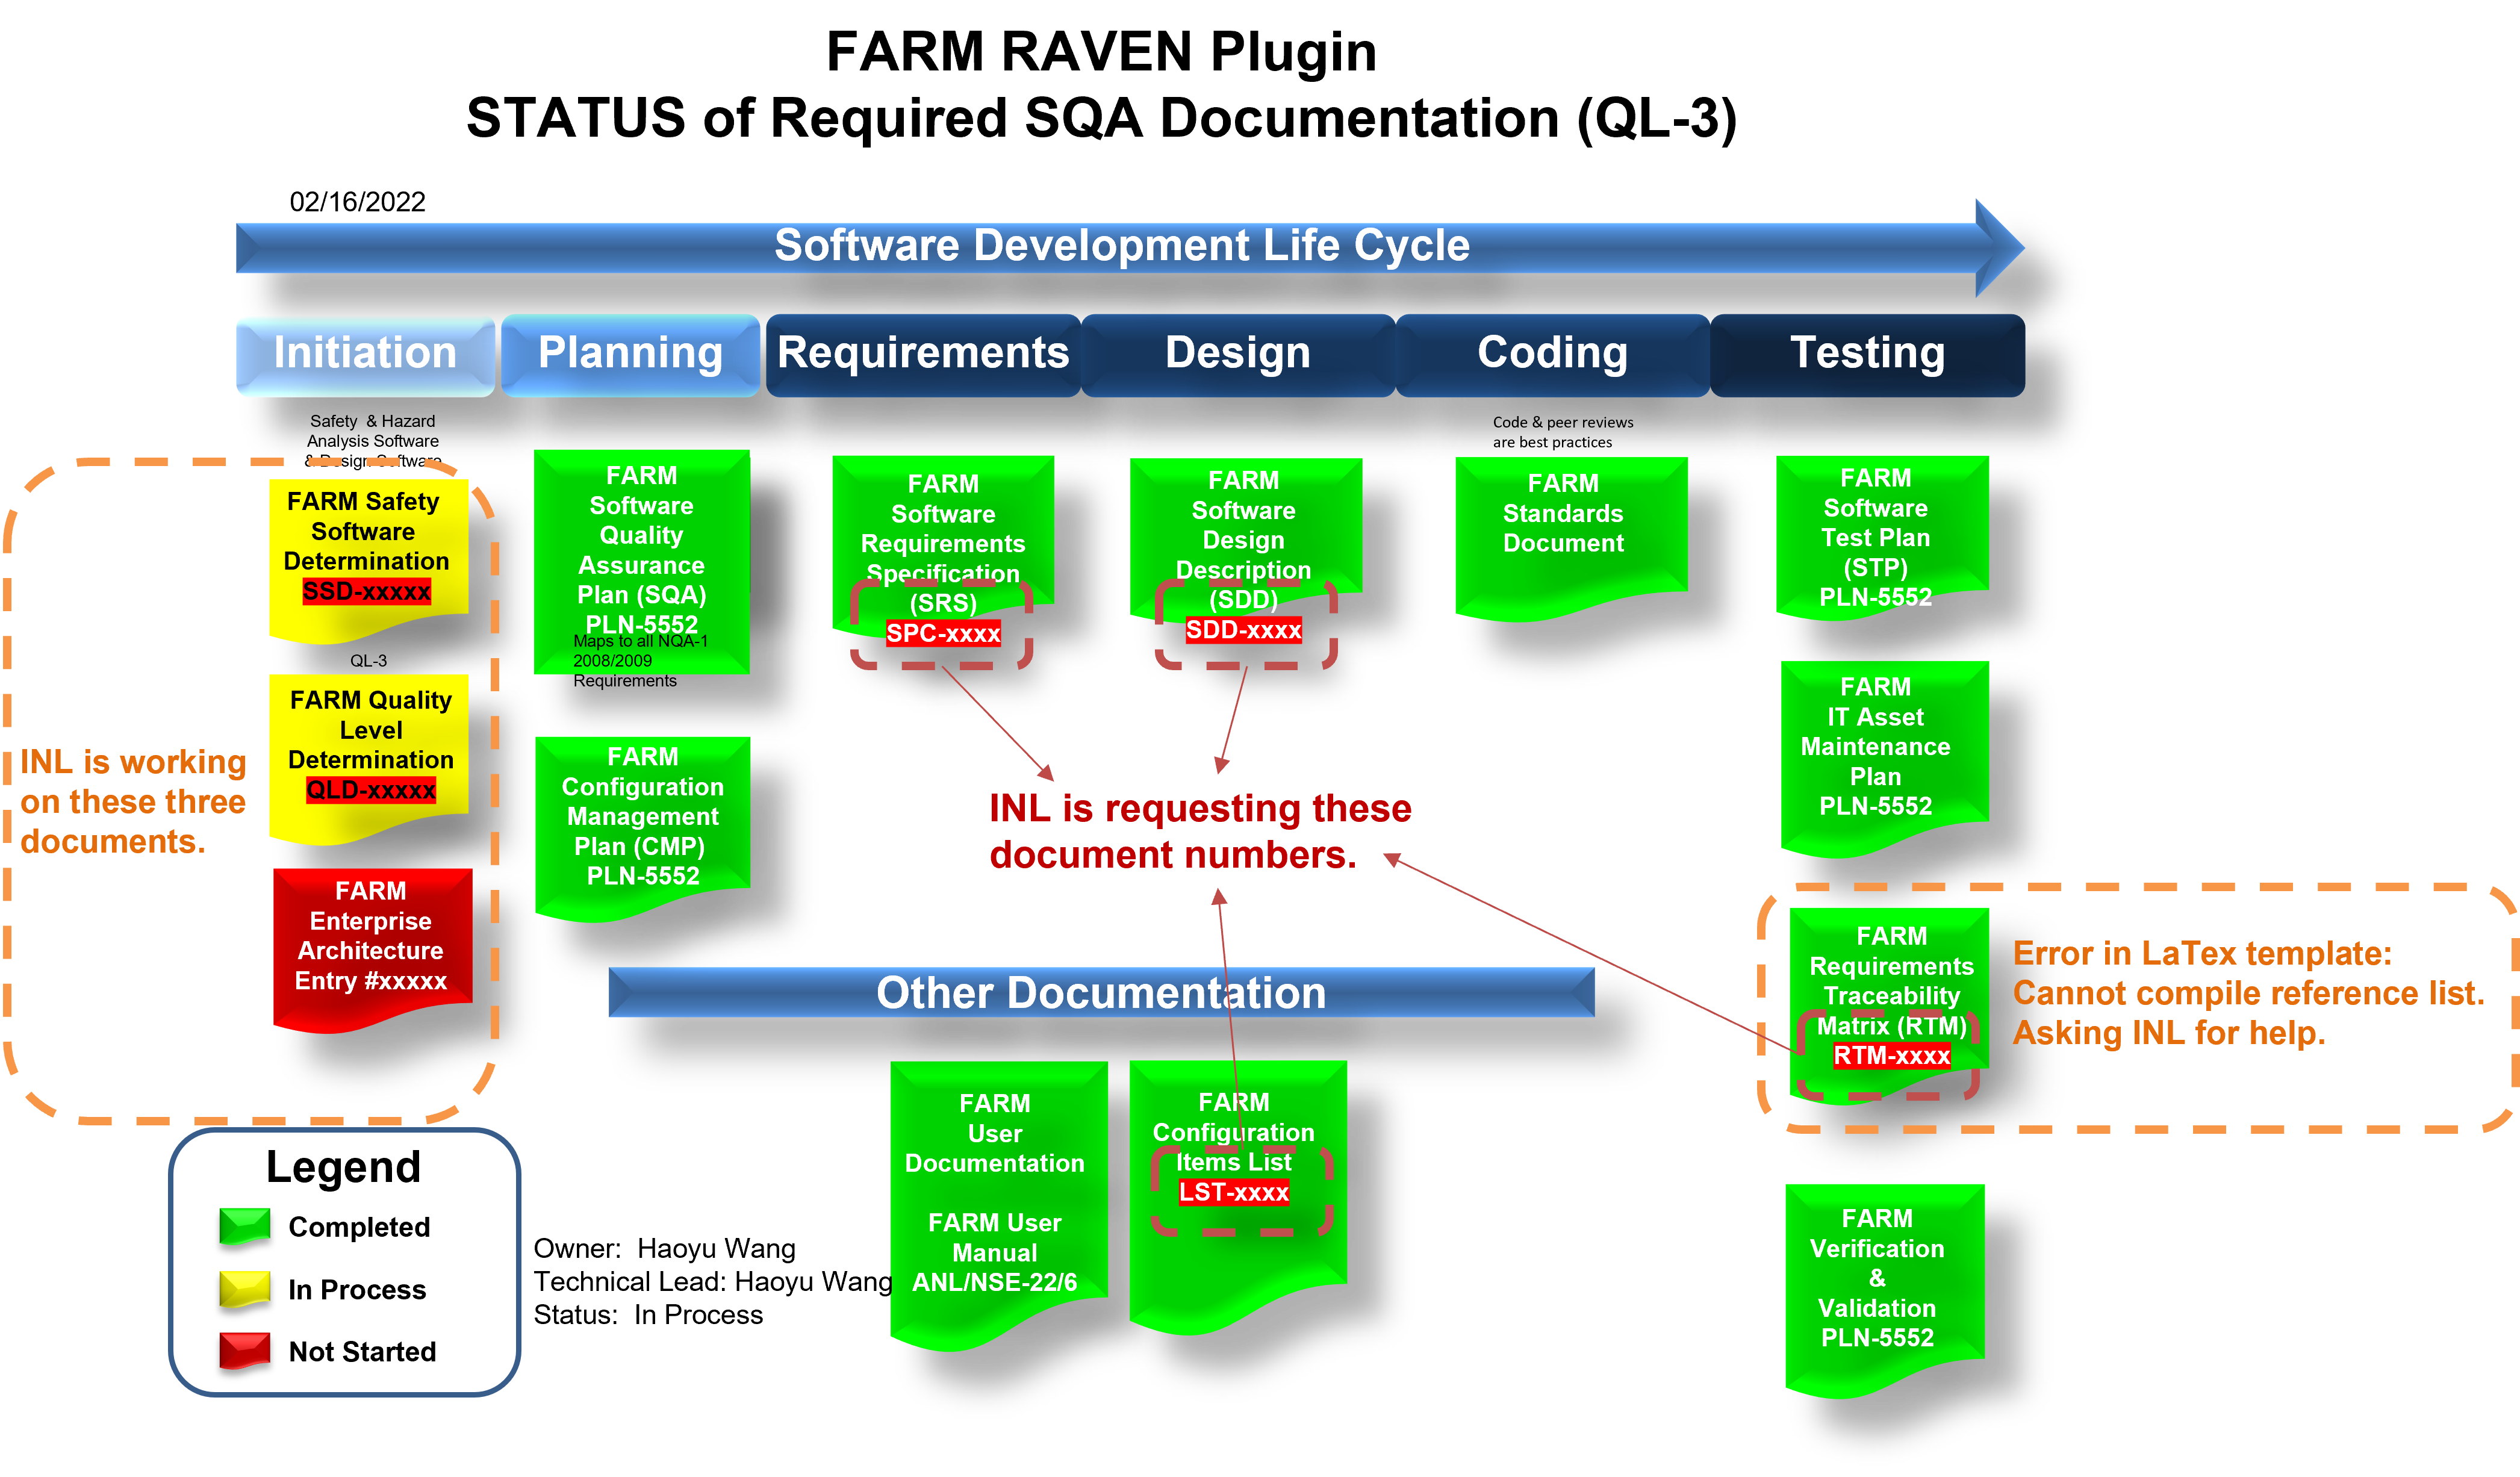 FARM RAVEN Plugin
STATUS of Required SQA Documentation (QL-3)
02/16/2022
Software Development Life Cycle
Initiation
Planning
Requirements
Design
Coding
Testing
Safety & Hazard
Analysis Software
& Design Software
FARM Safety
Software
Determination
SSD-xxxxx
QL-3
FARM Quality
Level
Determination
QLD-xxxxx
FARM
Enterprise
Architecture
Entry #xxxxx
INL is working
on these three
documents.
FARM
Software
Quality
Assurance
Plan (SQA)
PLN-5552
Maps to all NQA-1
2008/2009
Requirements
FARM
Configuration
Management
Plan (CMP)
PLN-5552
FARM
Software
Requirements
Specification
(SRS)
SPC-xxxx
FARM
Software
Design
Description
(SDD)
SDD-xxxx
Code & peer reviews
are best practices
FARM
Standards
Document
FARM
Software
Test Plan
(STP)
PLN-5552
FARM
IT Asset
Maintenance
Plan
PLN-5552
FARM
Requirements
Traceability
Matrix (RTM)
RTM-xxxx
Error in LaTex template:
Cannot compile reference list.
Asking INL for help.
FARM
Verification
&
Validation
PLN-5552
INL is requesting these
document numbers.
Other Documentation
FARM
User
Documentation
FARM User
Manual
ANL/NSE-22/6
FARM
Configuration
Items List
LST-xxxx
Legend
Completed
In Process
Not Started
Owner:  Haoyu Wang
Technical Lead: Haoyu Wang
Status:  In Process